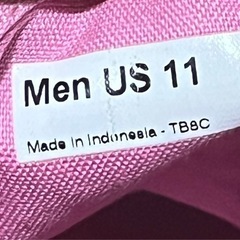 Men US 11
Made in Indonesia - TB8C